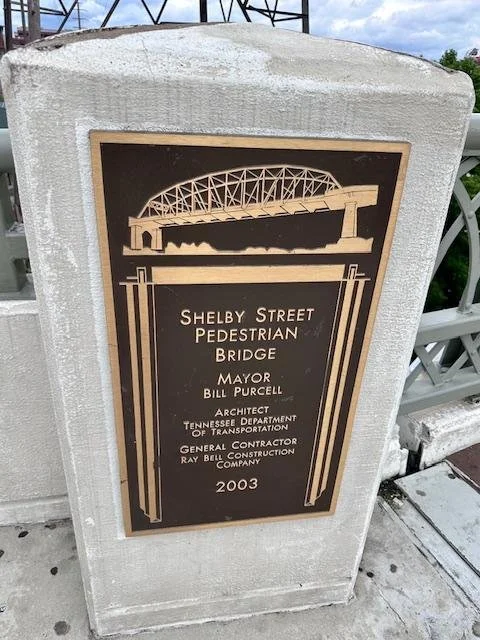 Shelby Street
Pedestrian
Bridge
Mayor
Bill Purcell
Architect
Tennessee Department
Of Transportation
General Contractor
Ray Bell Construction
Company
2003